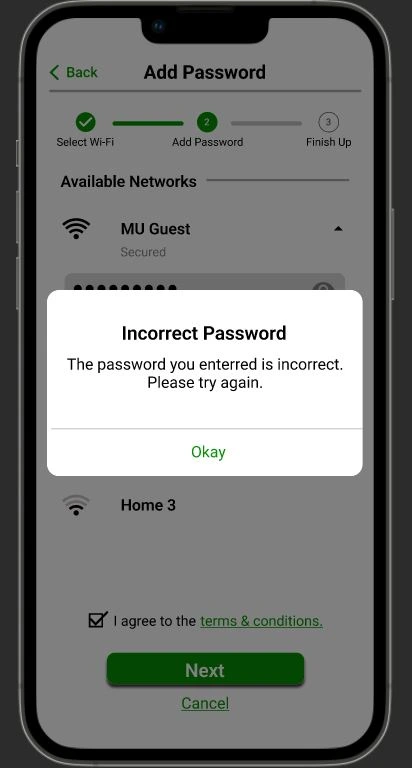 Back
Add Password
2
3
Select Wi-Fi
Add Password
Finish Up
Available Networks
MU Guest
Secured
Incorrect Password
The password you enterred is incorrect.
Please try again.
Okay
Home 3
I agree to the terms & conditions.
Next
Cancel